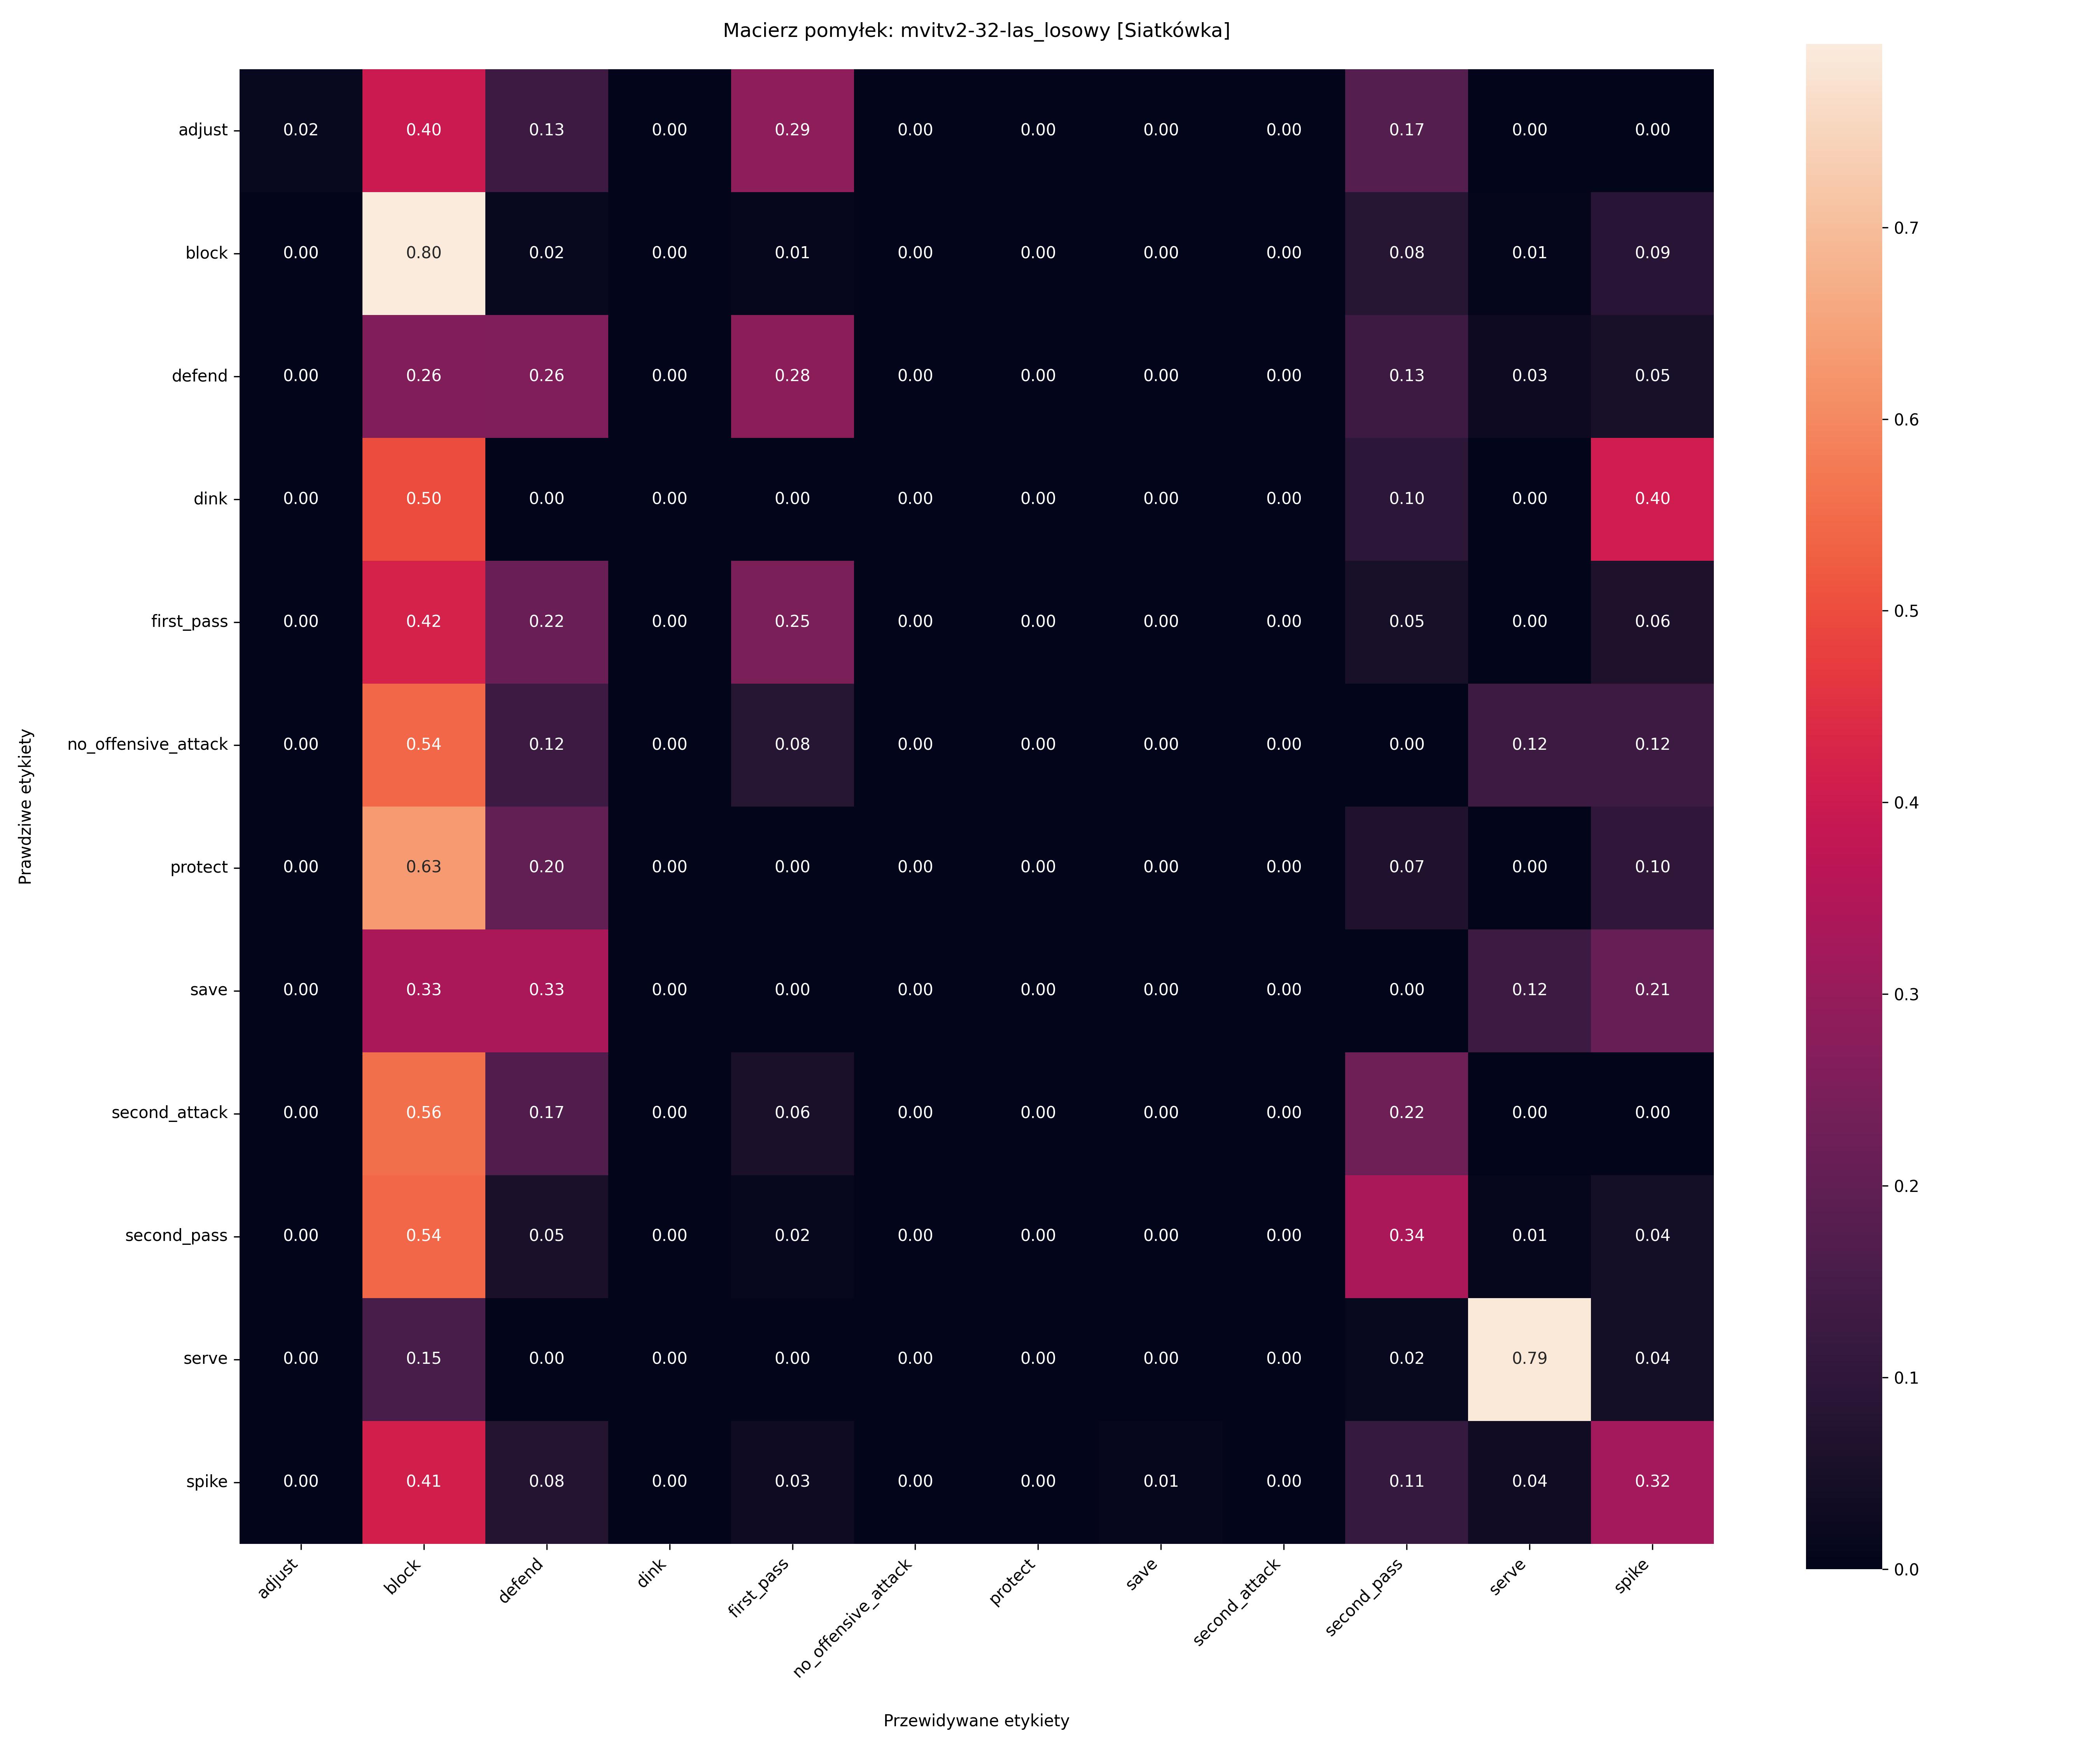 Macierz pomyłek: mvitv2-32-las_losowy [Siatkówka]
Prawdziwe etykiety
adjust 0.02 0.40 0.13 0.00 0.29 0.00 0.00 0.00 0.00 0.17 0.00 0.00
block 0.00 0.80 0.02 0.00 0.01 0.00 0.00 0.00 0.00 0.08 0.01 0.09
defend 0.00 0.26 0.26 0.00 0.28 0.00 0.00 0.00 0.00 0.13 0.03 0.05
dink 0.00 0.50 0.00 0.00 0.00 0.00 0.00 0.00 0.00 0.10 0.00 0.40
first_pass 0.00 0.42 0.22 0.00 0.25 0.00 0.00 0.00 0.00 0.05 0.00 0.06
no_offensive_attack 0.00 0.54 0.12 0.00 0.08 0.00 0.00 0.00 0.00 0.00 0.12 0.12
protect 0.00 0.63 0.20 0.00 0.00 0.00 0.00 0.00 0.00 0.07 0.00 0.10
save 0.00 0.33 0.33 0.00 0.00 0.00 0.00 0.00 0.00 0.00 0.12 0.21
second_attack 0.00 0.56 0.17 0.00 0.06 0.00 0.00 0.00 0.00 0.22 0.00 0.00
second_pass 0.00 0.54 0.05 0.00 0.02 0.00 0.00 0.00 0.00 0.34 0.01 0.04
serve 0.00 0.15 0.00 0.00 0.00 0.00 0.00 0.00 0.00 0.02 0.79 0.04
spike 0.00 0.41 0.08 0.00 0.03 0.00 0.00 0.01 0.00 0.11 0.04 0.32
adjust block defend dink first_pass no_offensive_attack protect save second_attack second_pass serve spike
Przewidywane etykiety
0.7
0.6
0.5
0.4
0.3
0.2
0.1
0.0